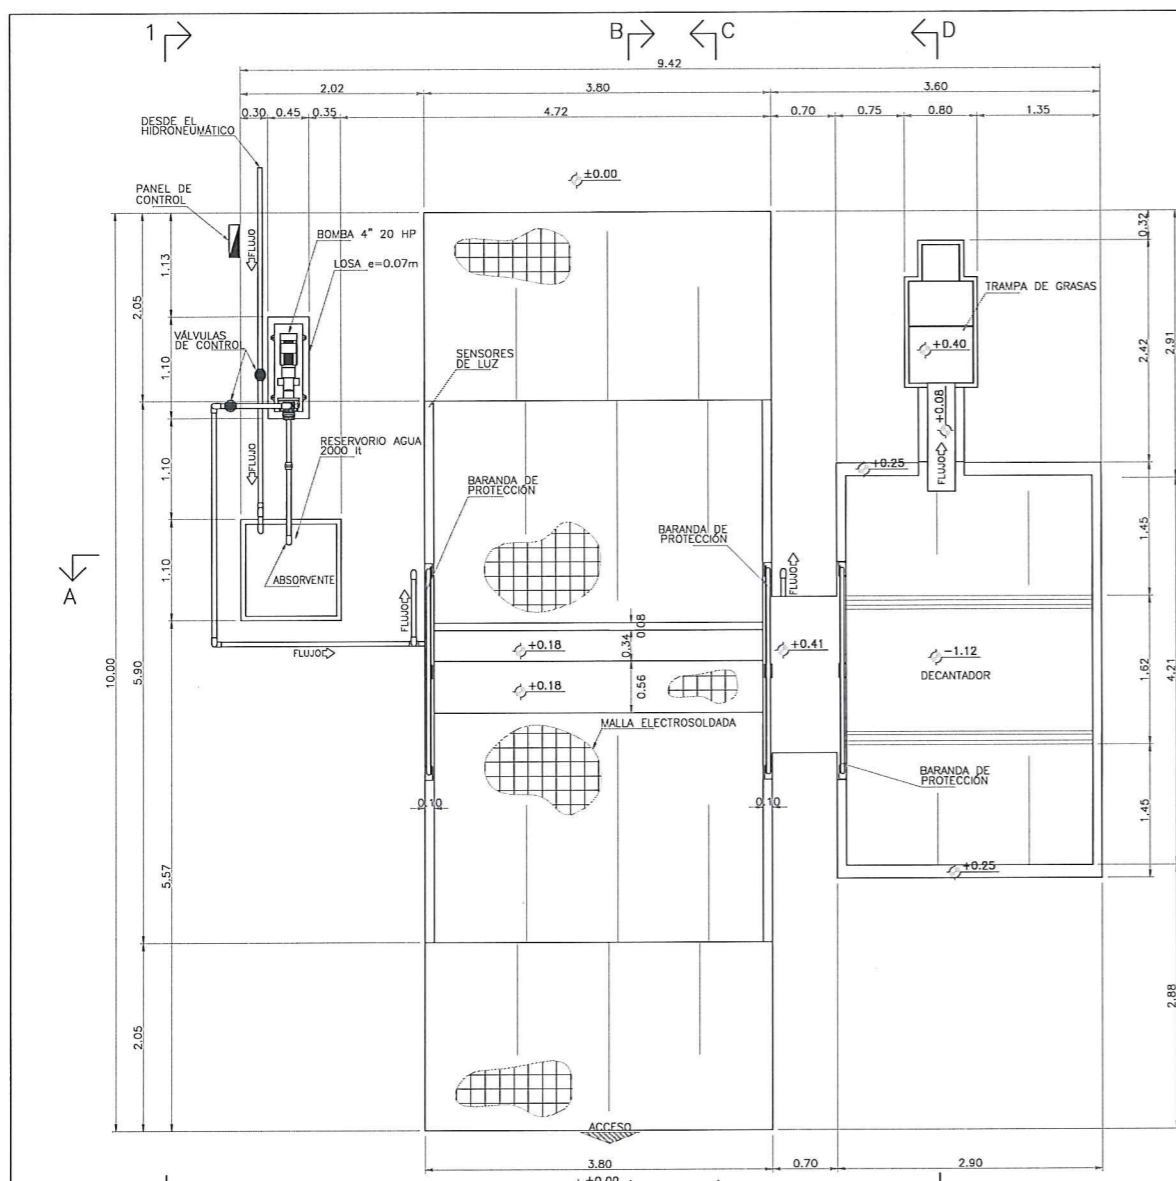 1
B
C
D
9.42
2.02
3.80
3.60
0.30
0.45
0.35
4.72
0.70
0.75
0.80
1.35
DESDE EL
HIDRONEUMÁTICO
±0.00
PANEL DE
CONTROL
FLUJO
BOMBA 4" 20 HP
LOSA e=0.07m
1.13
2.05
0.32
TRAMPA DE GRASAS
VÁLVULAS
DE CONTROL
SENSORES
DE LUZ
+0.40
2.42
2.91
1.10
+0.08
FLUJO
RESERVORIO AGUA
2000 lt
FLUJO
1.10
+0.25
BARANDA DE
PROTECCIÓN
BARANDA DE
PROTECCIÓN
1.45
A
1.10
ABSORVENTE
FLUJO
FLUJO
FLUJO
0.08
+0.18
0.34
+0.41
-1.12
DECANTADOR
1.62
4.21
10.00
5.90
+0.18
0.56
MALLA ELECTROSOLDADA
BARANDA DE
PROTECCIÓN
0.10
0.10
1.45
5.57
+0.25
2.05
2.88
ACCESO
3.80
0.70
2.90
±0.00